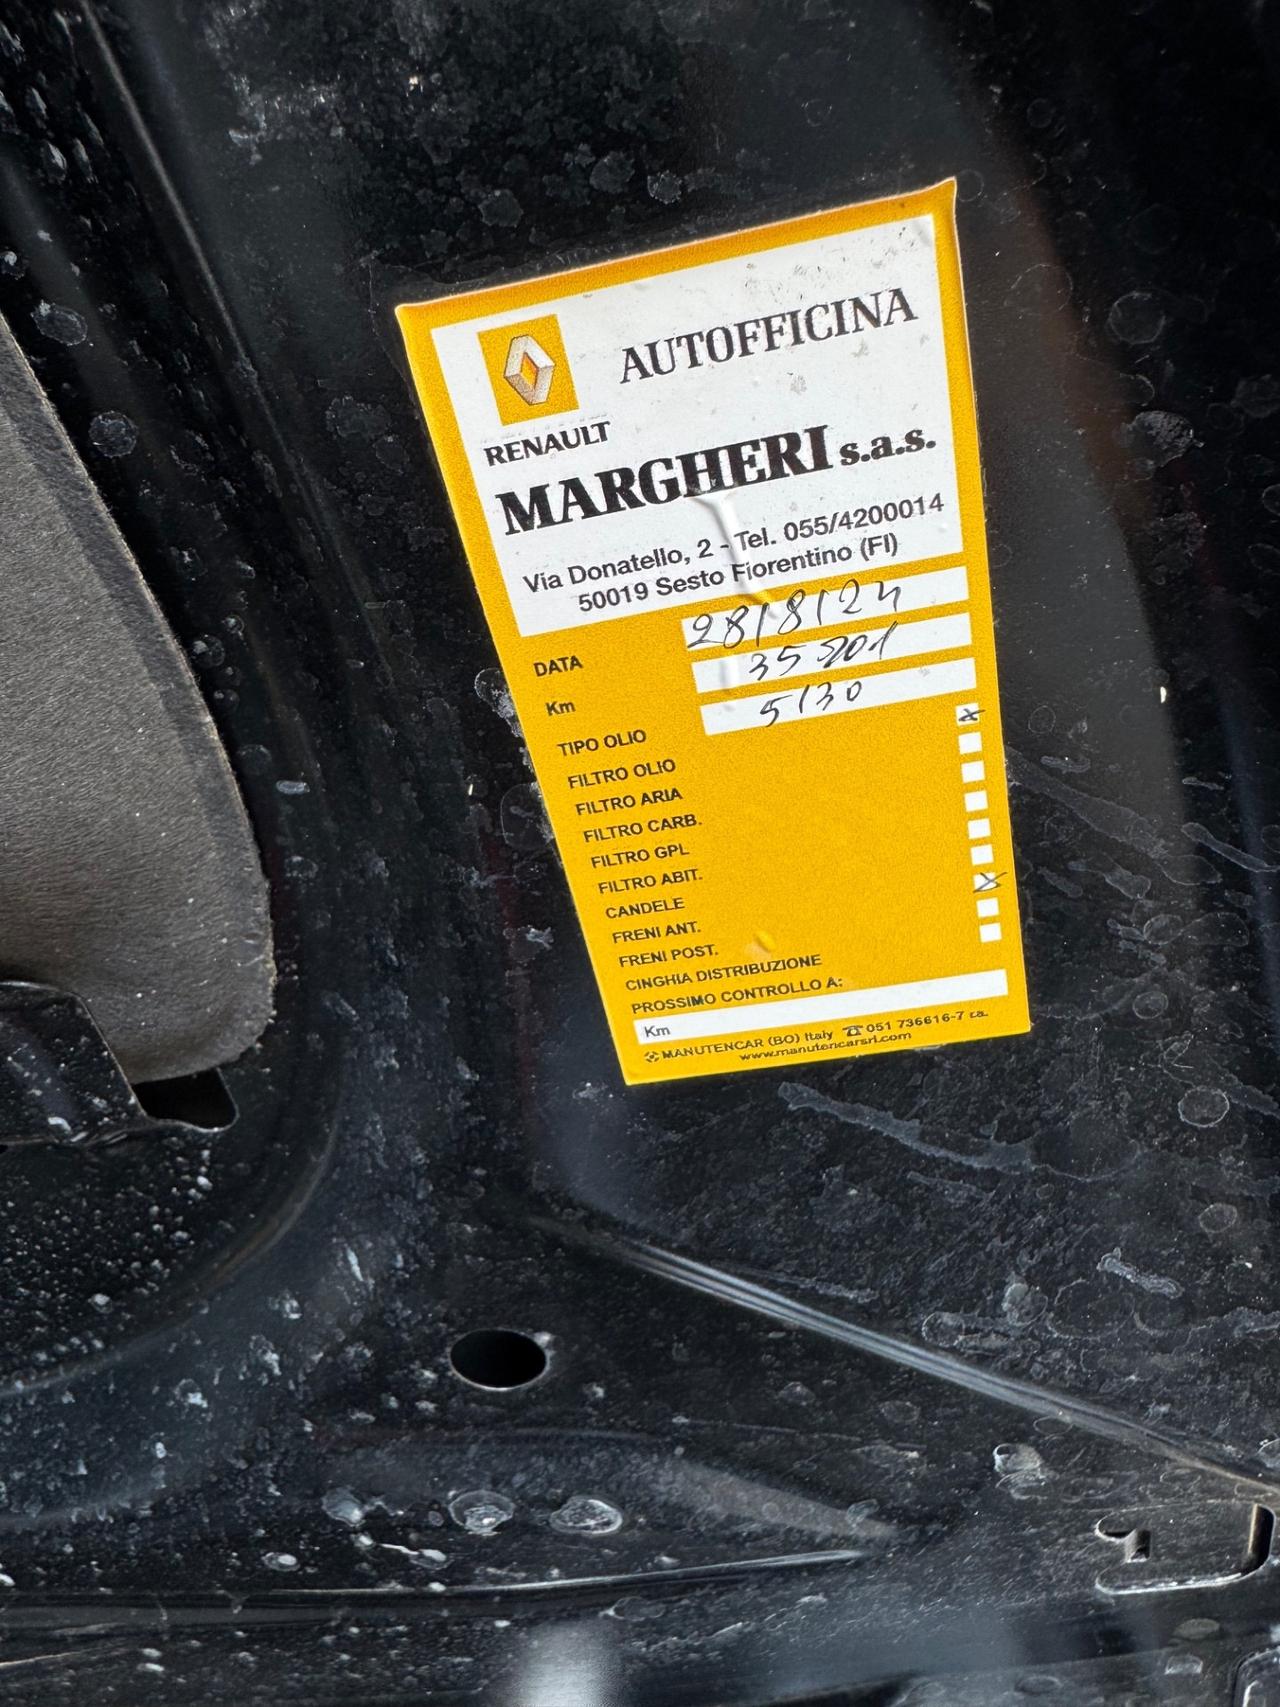 AUTOFFICINA
RENAULT
MARGHERI s.a.s.
Via Donatello, 2 - Tel. 055/4200014
50019 Sesto Fiorentino (FI)
DATA 28/8/24
Km
TIPO OLIO 5/30
FILTRO OLIO
FILTRO ARIA
FILTRO CARB.
FILTRO GPL
FILTRO ABIT.
CANDELE
FRENI ANT.
FRENI POST.
CINGHIA DISTRIBUZIONE
PROSSIMO CONTROLLO A:
Km
MANUTENCAR (BO) Italy ☎ 051 736616-7 r.a.
www.manutencarsrl.com